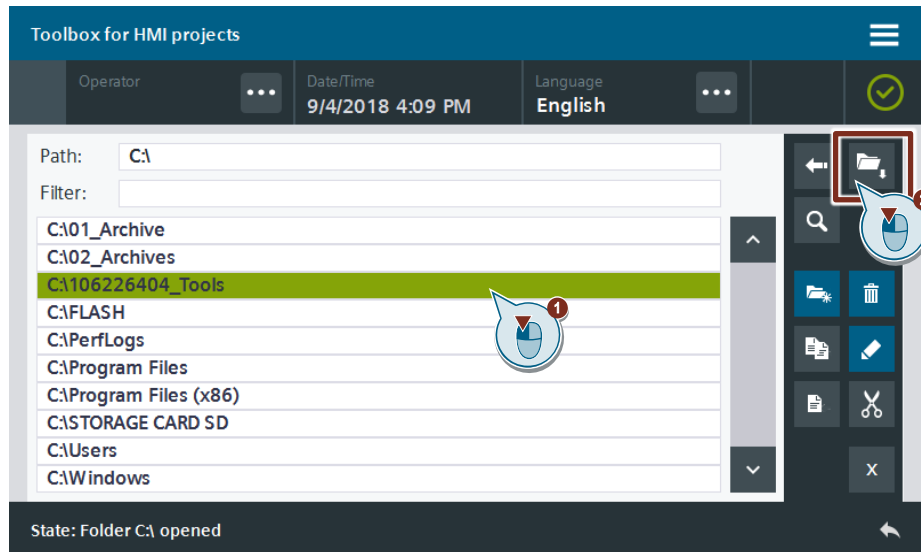 Toolbox for HMI projects
Operator
Date/Time
9/4/2018 4:09 PM
Language
English
Path: C:\
Filter:
C:\01_Archive
C:\02_Archives
C:\106226404_Tools
1
C:\FLASH
C:\PerfLogs
C:\Program Files
C:\Program Files (x86)
C:\STORAGE CARD SD
C:\Users
C:\Windows
X
State: Folder C:\ opened